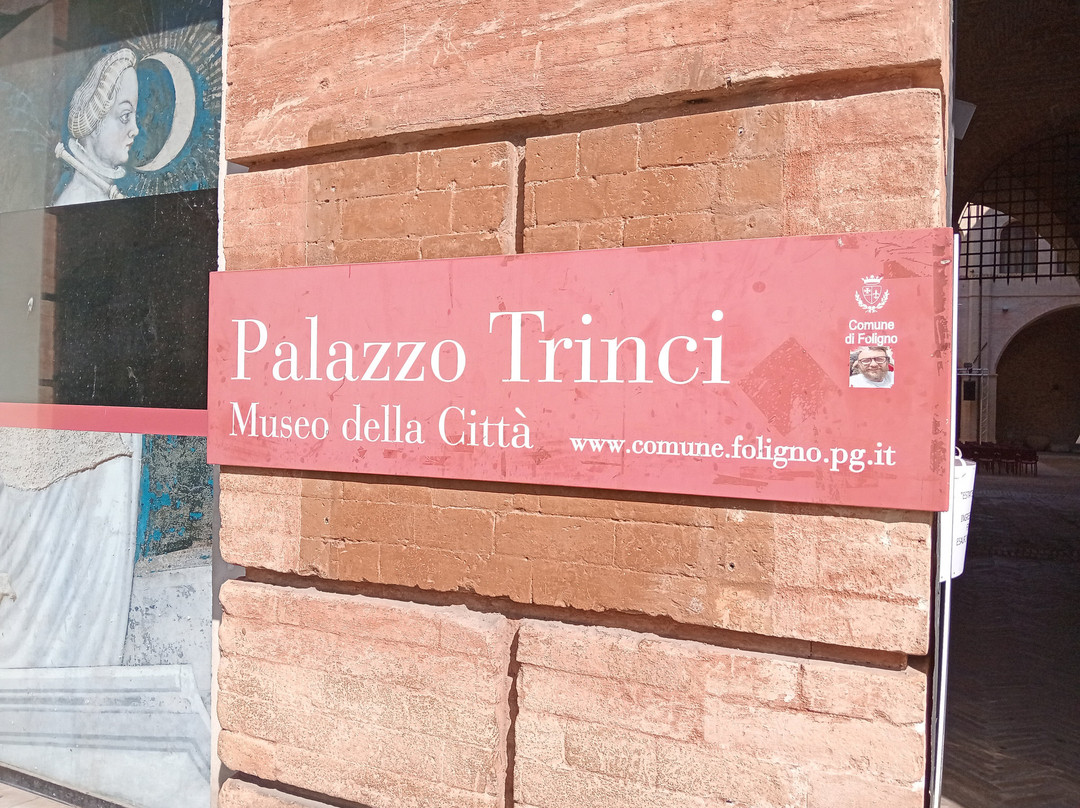 Palazzo Trinci
Museo della Città
www.comune.foligno.pg.it
Comune
di Foligno